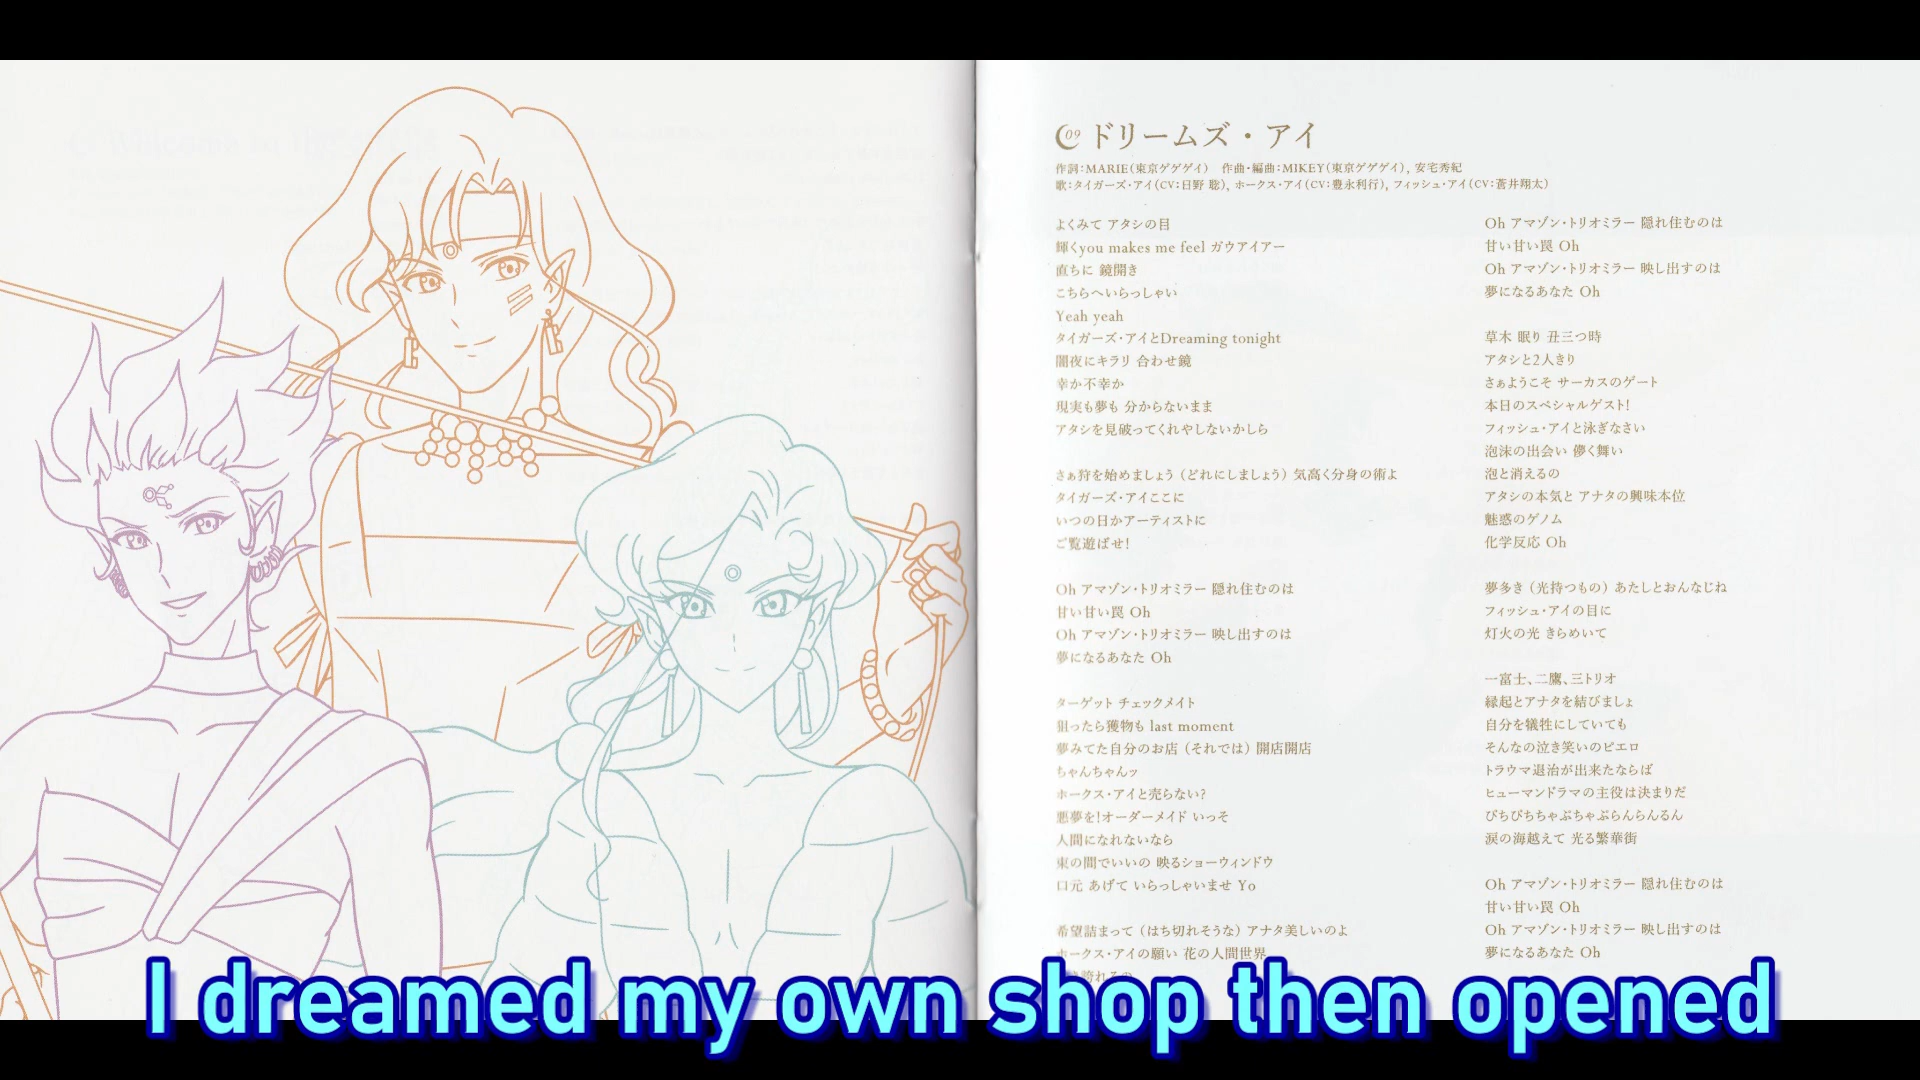 09 ドリームズ・アイ
作詞:MARIE(東京ゲゲゲイ) 作曲・編曲:MIKEY(東京ゲゲゲイ), 安宅秀紀
歌:タイガーズ・アイ(CV:日野 聡), ホークス・アイ(CV:豊永利行), フィッシュ・アイ(CV:蒼井翔太)
よくみて アタシの目
輝くyou makes me feel ガウアイアー
直ちに 鏡開き
こちらへいらっしゃい
Yeah yeah
タイガーズ・アイとDreaming tonight
闇夜にキラリ 合わせ鏡
幸か不幸か
現実も夢も 分からないまま
アタシを見破ってくれやしないかしら
さぁ狩を始めましょう(どれにしましょう)気高く分身の術よ
タイガーズ・アイここに
いつの日かアーティストに
ご覧遊ばせ!
Oh アマゾン・トリオミラー 隠れ住むのは
甘い甘い罠 Oh
Oh アマゾン・トリオミラー 映し出すのは
夢になるあなた Oh
ターゲット チェックメイト
狙ったら獲物も last moment
夢みてた自分のお店(それでは)開店開店
ちゃんちゃんッ
ホークス・アイと売らない?
悪夢を!オーダーメイド いっそ
人間になれないなら
束の間でいいの 映るショーウィンドウ
口元 あげて いらっしゃいませ Yo
希望詰まって(はち切れそうな)アナタ美しいのよ
ホークス・アイの願い 花の人間世界
誇れるの
Oh アマゾン・トリオミラー 隠れ住むのは
甘い甘い罠 Oh
Oh アマゾン・トリオミラー 映し出すのは
夢になるあなた Oh
草木 眠り 丑三つ時
アタシと2人きり
さぁようこそ サーカスのゲート
本日のスペシャルゲスト!
フィッシュ・アイと泳ぎなさい
泡沫の出会い 儚く舞い
泡と消えるの
アタシの本気と アナタの興味本位
魅惑のゲノム
化学反応 Oh
夢多き(光持つもの)あたしとおんなじね
フィッシュ・アイの目に
灯火の光 きらめいて
一富士、二鷹、三トリオ
縁起とアナタを結びましょ
自分を犠牲にしていても
そんなの泣き笑いのピエロ
トラウマ退治が出来たならば
ヒューマンドラマの主役は決まりだ
ぴちぴちちゃぷちゃぷらんらんるん
涙の海越えて 光る繁華街
Oh アマゾン・トリオミラー 隠れ住むのは
甘い甘い罠 Oh
Oh アマゾン・トリオミラー 映し出すのは
夢になるあなた Oh
I dreamed my own shop then opened